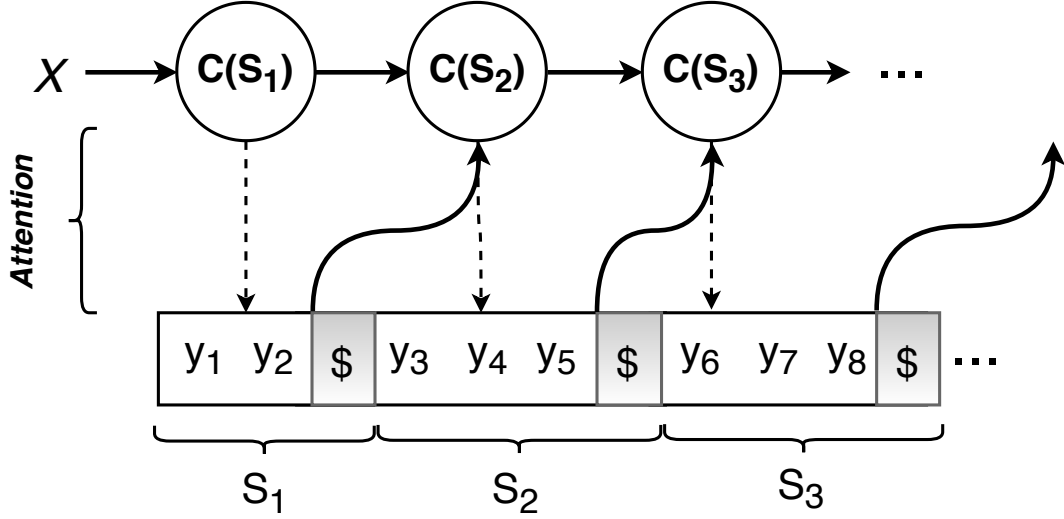 X C(S₁) C(S₂) C(S₃) ...
Attention
y₁ y₂ $ y₃ y₄ y₅ $ y₆ y₇ y₈ $ ...
S₁ S₂ S₃